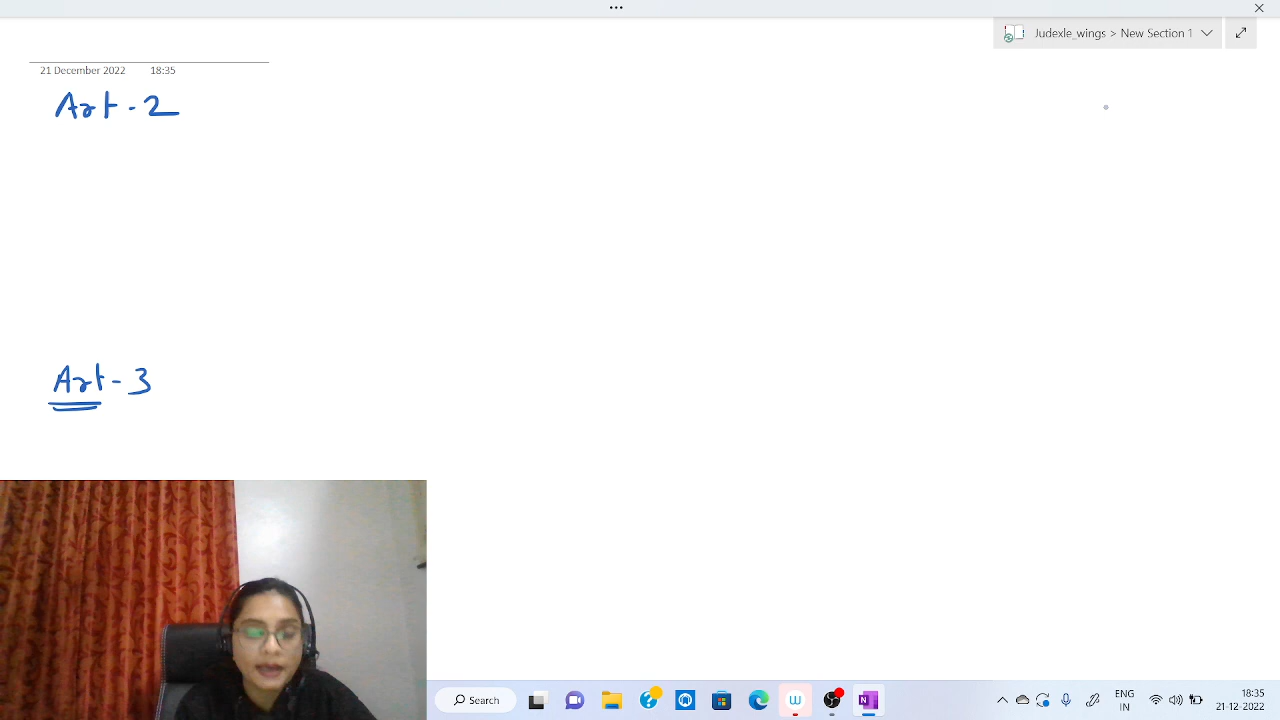 Judexle_wings > New Section 1
21 December 2022 18:35
Art - 2
Art - 3
Search
IN
18:35
21-12-2022